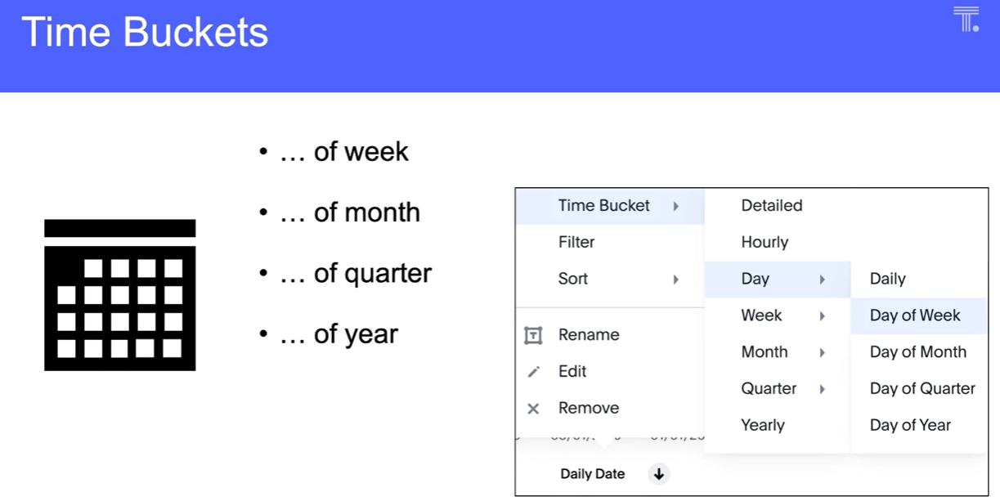 Time Buckets
T.
• … of week
• … of month
• … of quarter
• … of year
Time Bucket
Filter
Sort
Rename
Edit
Remove
Detailed
Hourly
Day
Week
Month
Quarter
Yearly
Daily
Day of Week
Day of Month
Day of Quarter
Day of Year
Daily Date